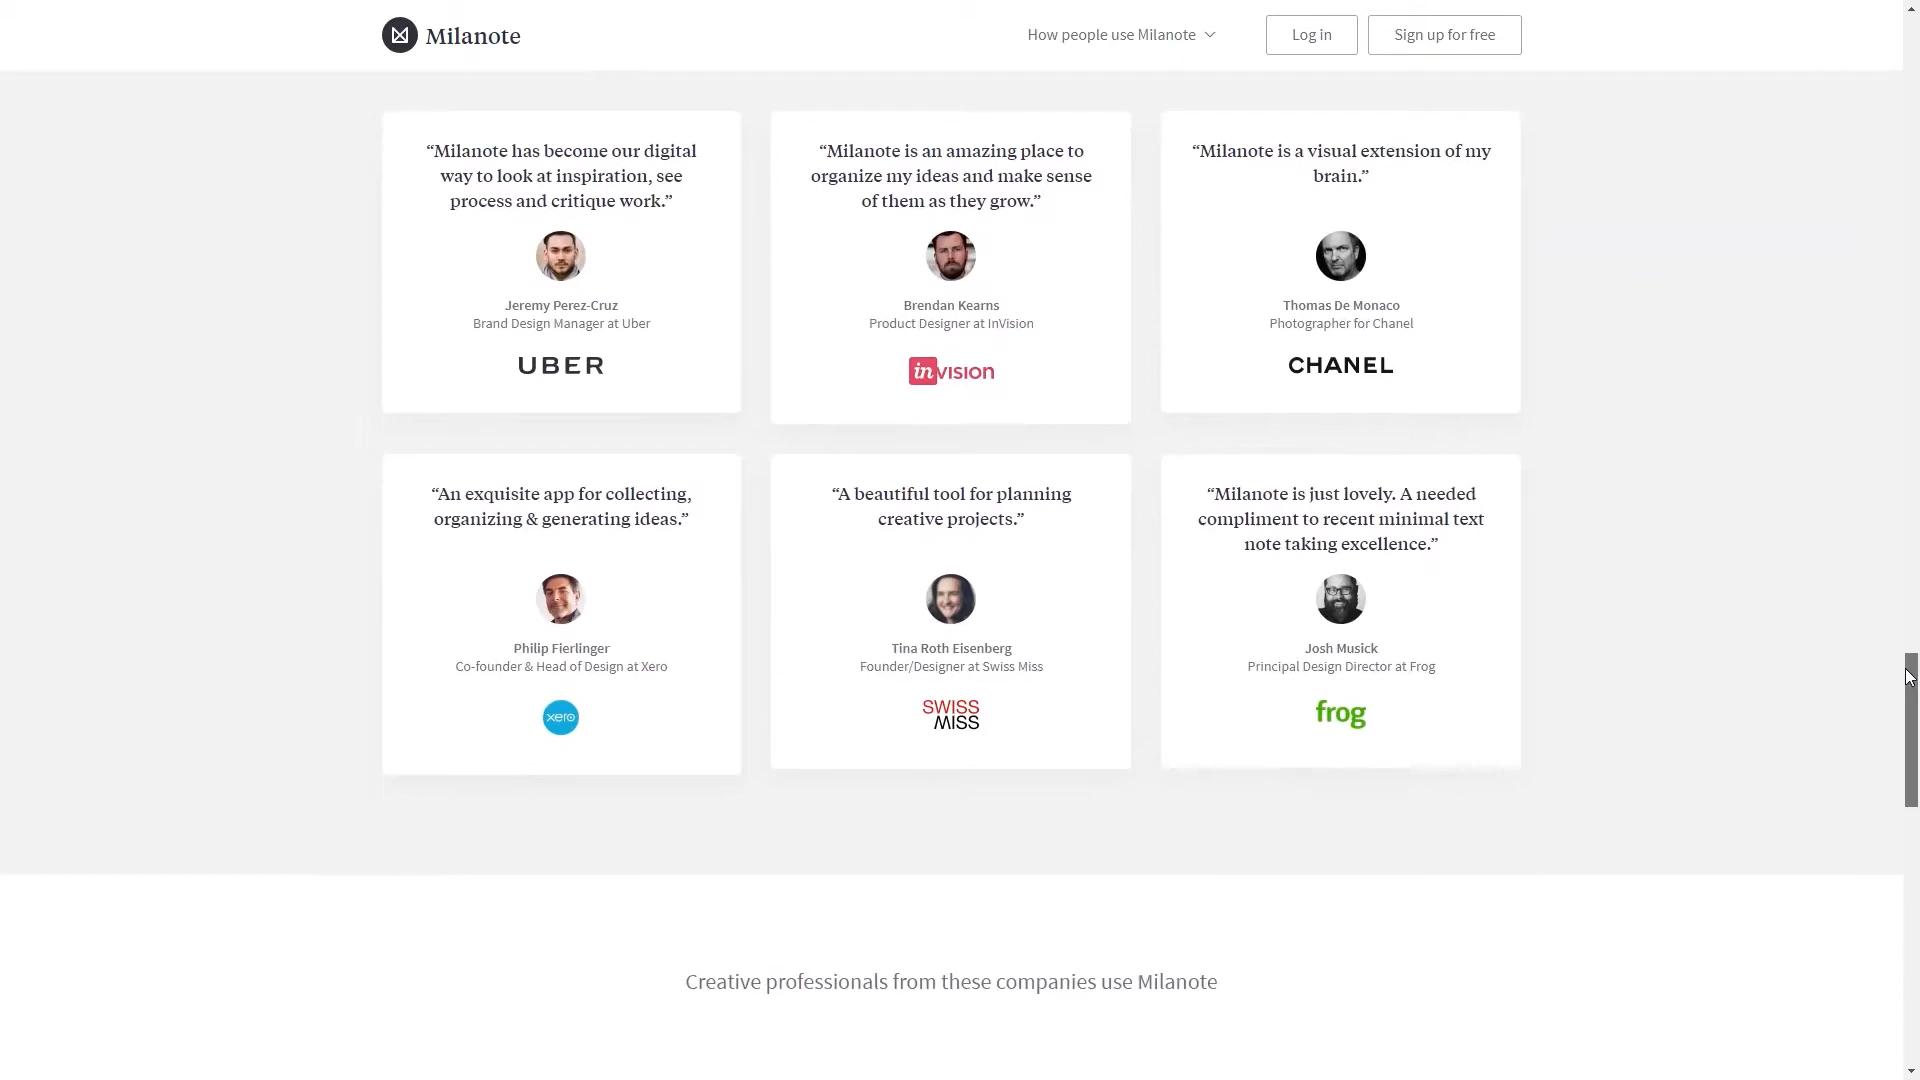 Milanote
How people use Milanote
Log in
Sign up for free
“Milanote has become our digital
way to look at inspiration, see
process and critique work.”
Jeremy Perez-Cruz
Brand Design Manager at Uber
UBER
“Milanote is an amazing place to
organize my ideas and make sense
of them as they grow.”
Brendan Kearns
Product Designer at InVision
inVISION
“Milanote is a visual extension of my
brain.”
Thomas De Monaco
Photographer for Chanel
CHANEL
“An exquisite app for collecting,
organizing & generating ideas.”
Philip Fierlinger
Co-founder & Head of Design at Xero
xero
“A beautiful tool for planning
creative projects.”
Tina Roth Eisenberg
Founder/Designer at Swiss Miss
SWISS
MISS
“Milanote is just lovely. A needed
compliment to recent minimal text
note taking excellence.”
Josh Musick
Principal Design Director at Frog
frog
Creative professionals from these companies use Milanote